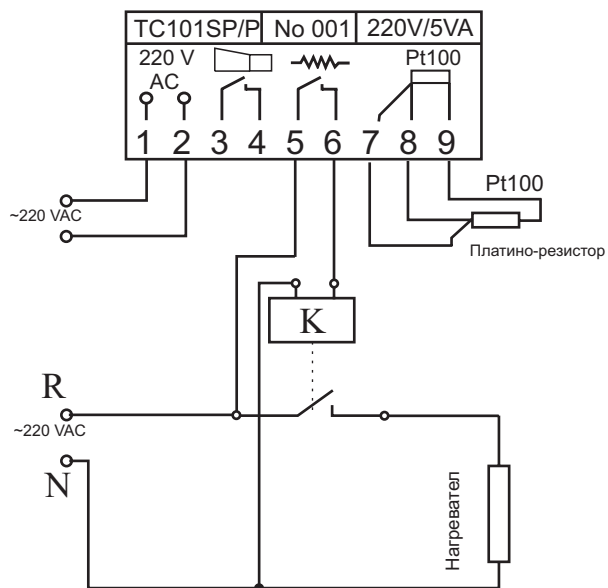 TC101SP/P No 001 220V/5VA
220 V
AC
Pt100
1 2 3 4 5 6 7 8 9
Pt100
~220 VAC
Платино-резистор
K
R
~220 VAC
N
Нагревател